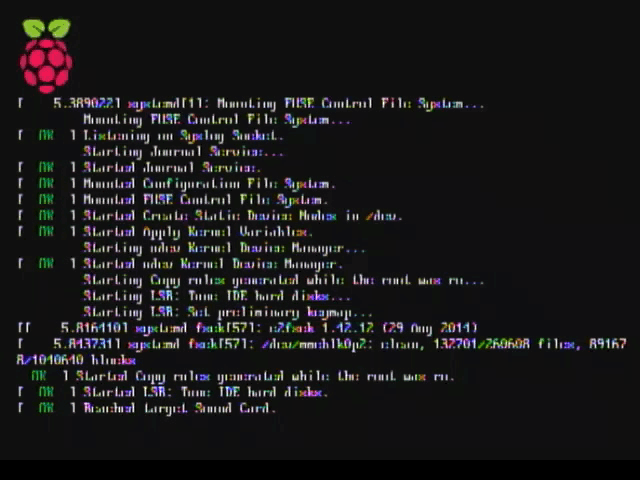 [    5.389022] systemd[1]: Mounting FUSE Control File System...
Mounting FUSE Control File System...
[  OK  ] Listening on Syslog Socket.
Starting Journal Service...
[  OK  ] Started Journal Service.
[  OK  ] Mounted Configuration File System.
[  OK  ] Mounted FUSE Control File System.
[  OK  ] Started Create Static Device Nodes in /dev.
[  OK  ] Started Apply Kernel Variables.
Starting udev Kernel Device Manager...
[  OK  ] Started udev Kernel Device Manager.
Starting Copy rules generated while the root was ro...
Starting LSB: Tune IDE hard disks...
Starting LSB: Set preliminary keymap...
[[    5.816410] systemd-fsck[57]: e2fsck 1.42.12 (29 Aug 2014)
[    5.843731] systemd-fsck[57]: /dev/mmcblk0p2: clean, 132701/260608 files, 89167
8/1040640 blocks
OK  ] Started Copy rules generated while the root was ro.
[  OK  ] Started LSB: Tune IDE hard disks.
[  OK  ] Reached target Sound Card.